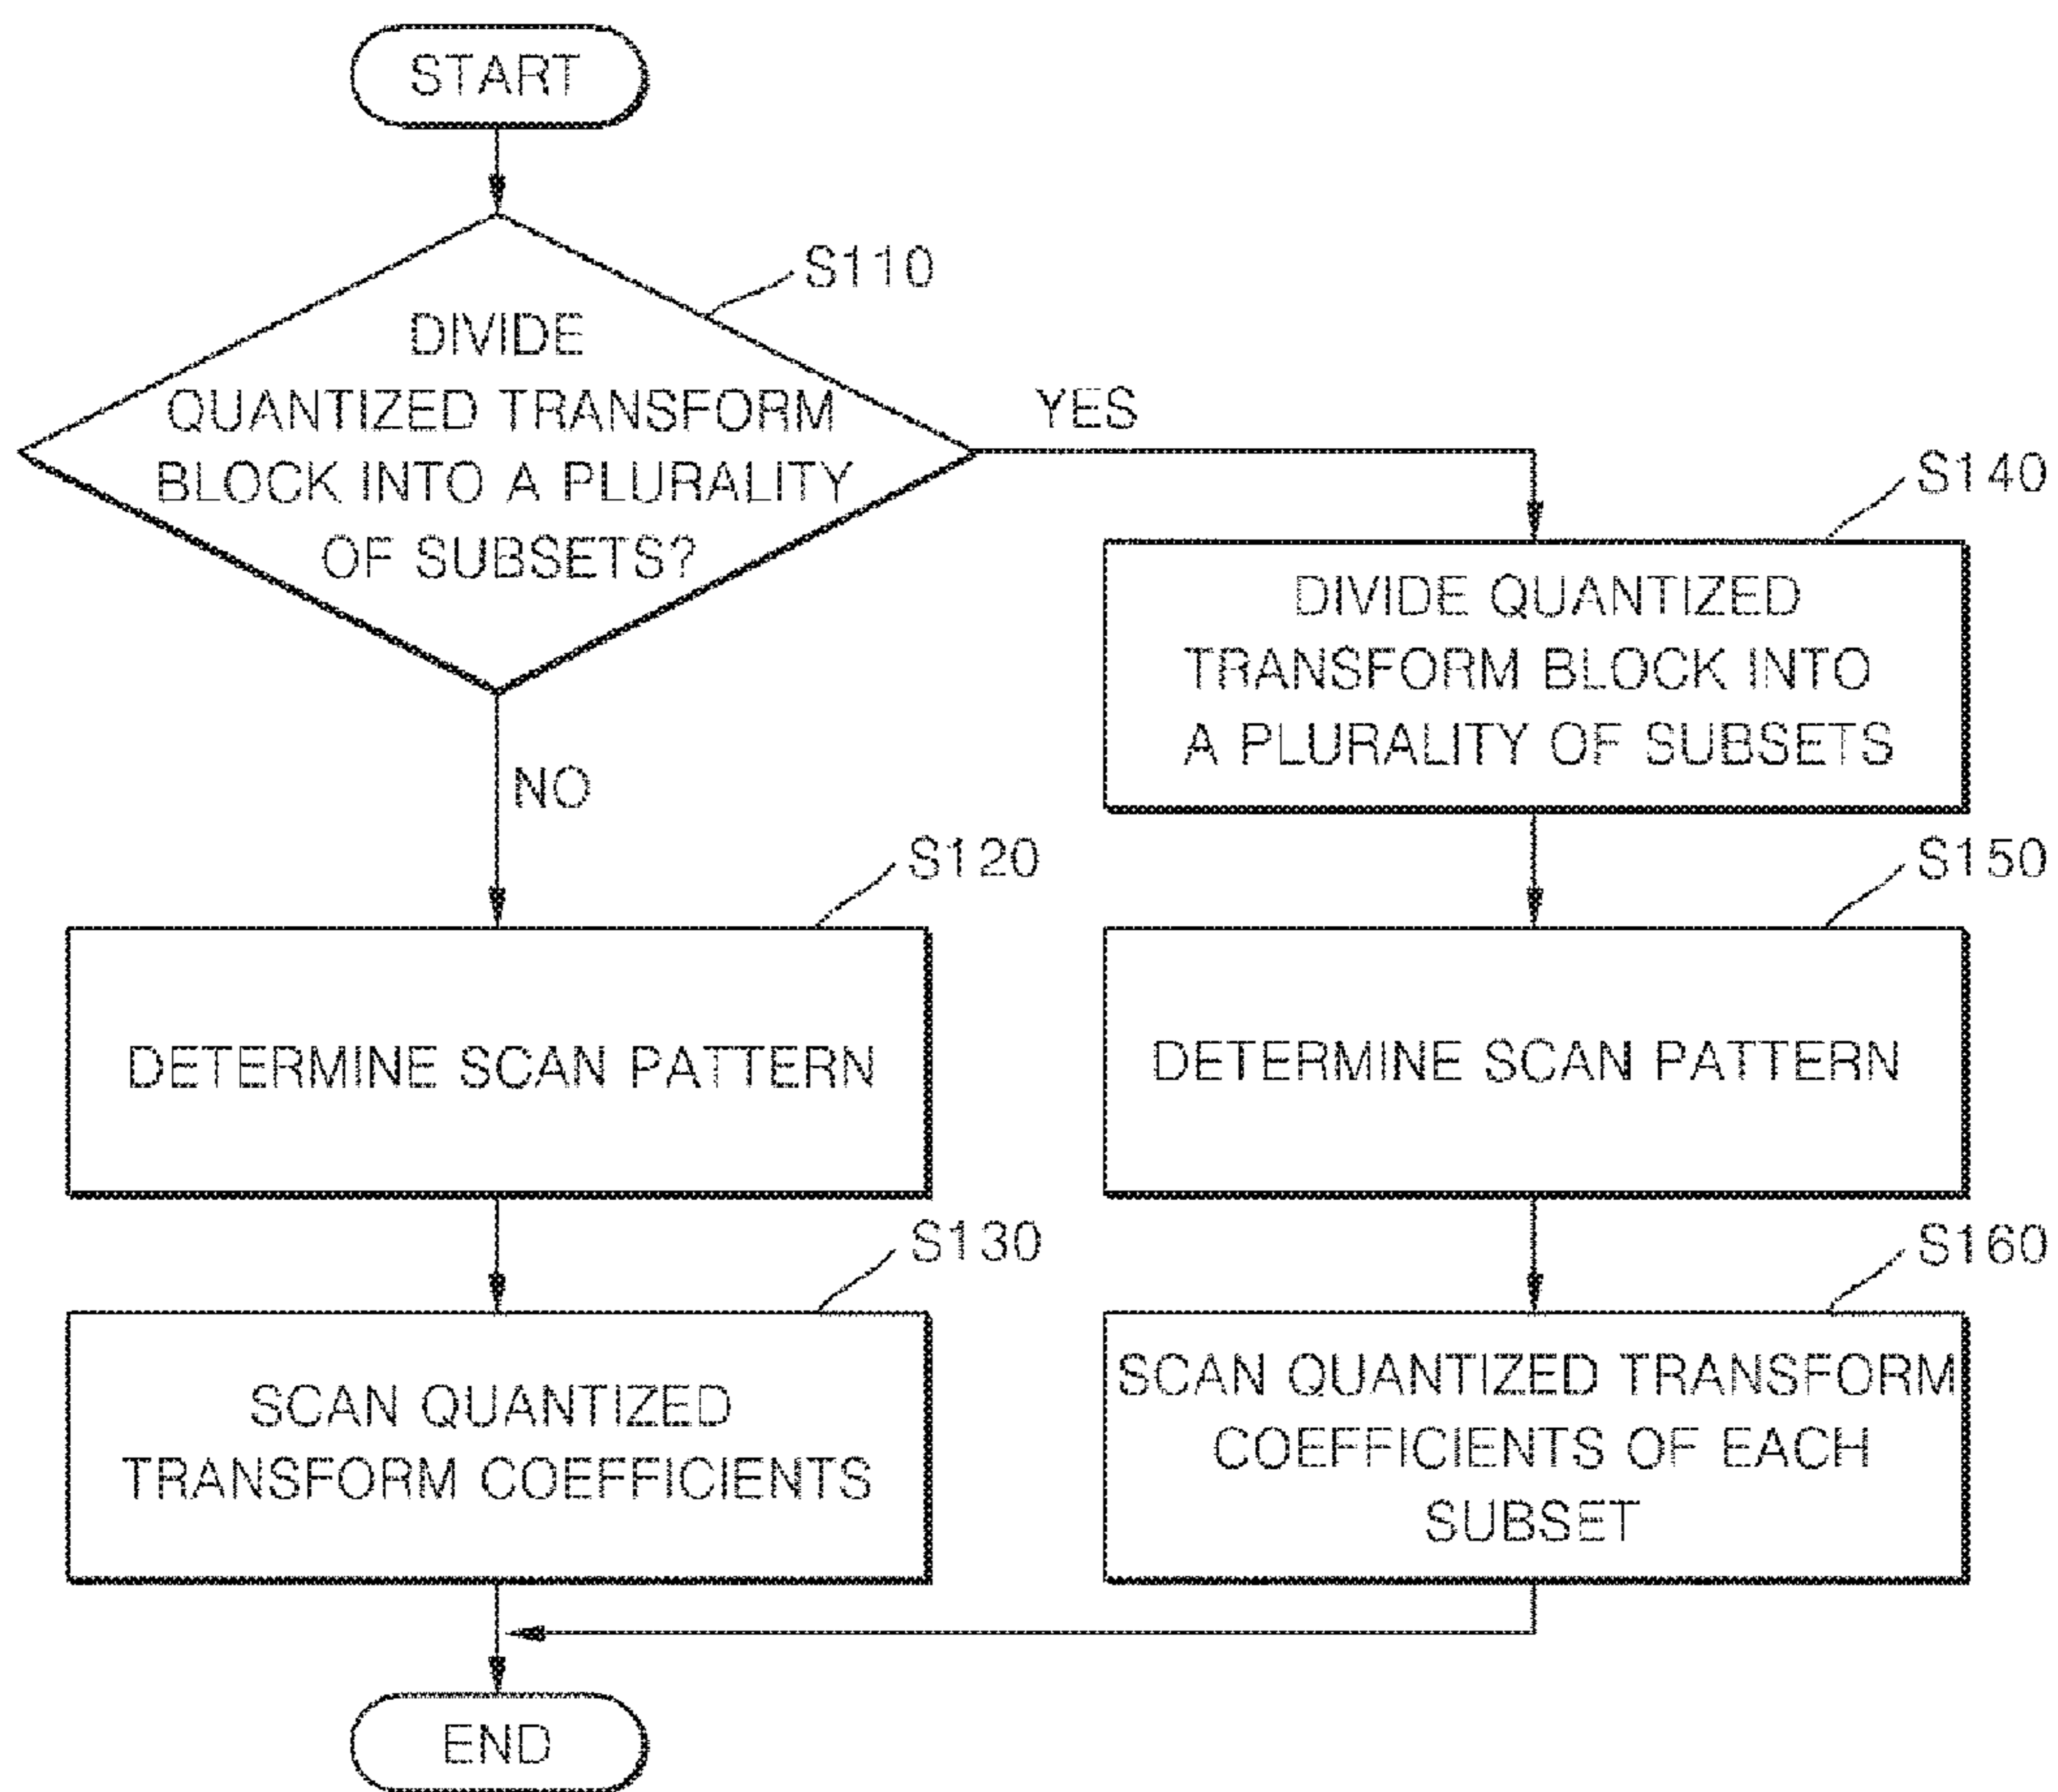 START
S110
DIVIDE
QUANTIZED TRANSFORM
BLOCK INTO A PLURALITY
OF SUBSETS?
YES
NO
S140
DIVIDE QUANTIZED
TRANSFORM BLOCK INTO
A PLURALITY OF SUBSETS
S120
DETERMINE SCAN PATTERN
S150
DETERMINE SCAN PATTERN
S130
SCAN QUANTIZED
TRANSFORM COEFFICIENTS
S160
SCAN QUANTIZED TRANSFORM
COEFFICIENTS OF EACH
SUBSET
END